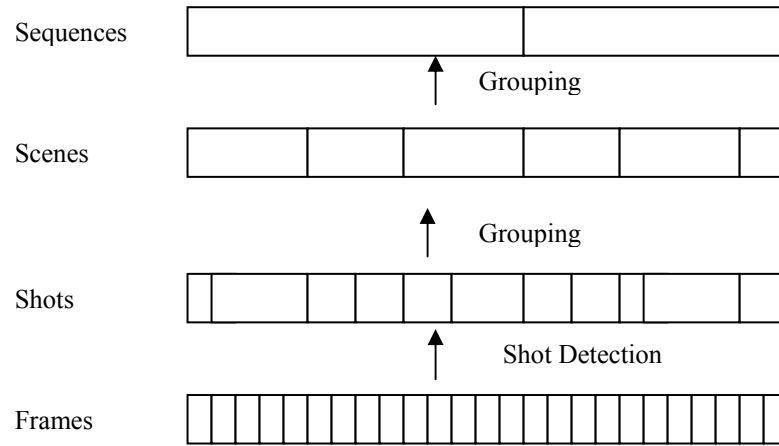 Sequences
Grouping
Scenes
Grouping
Shots
Shot Detection
Frames